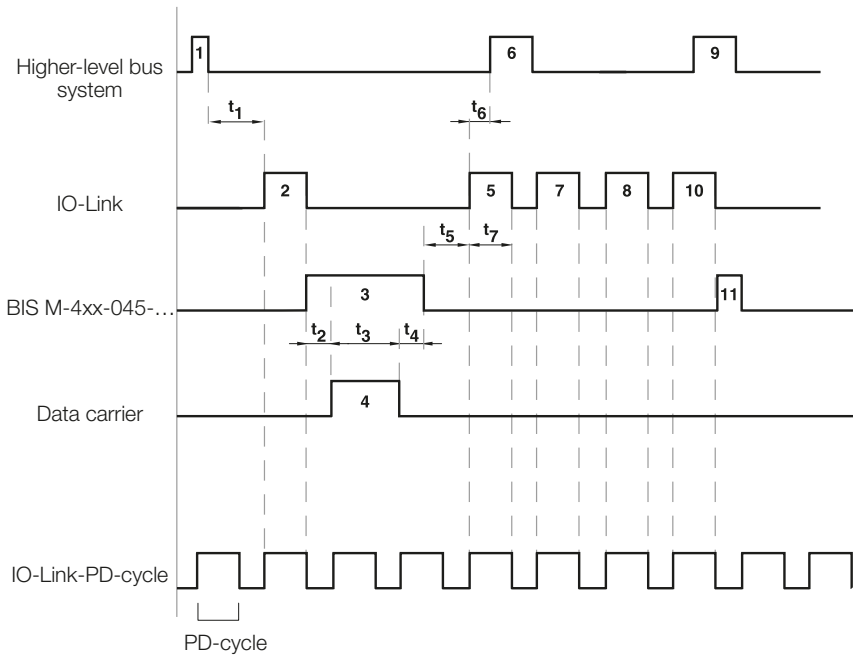 1
6
9
Higher-level bus
system
t1
t6
2
5
7
8
10
IO-Link
t5
t7
3
11
BIS M-4xx-045-...
t2
t3
t4
4
Data carrier
IO-Link-PD-cycle
PD-cycle